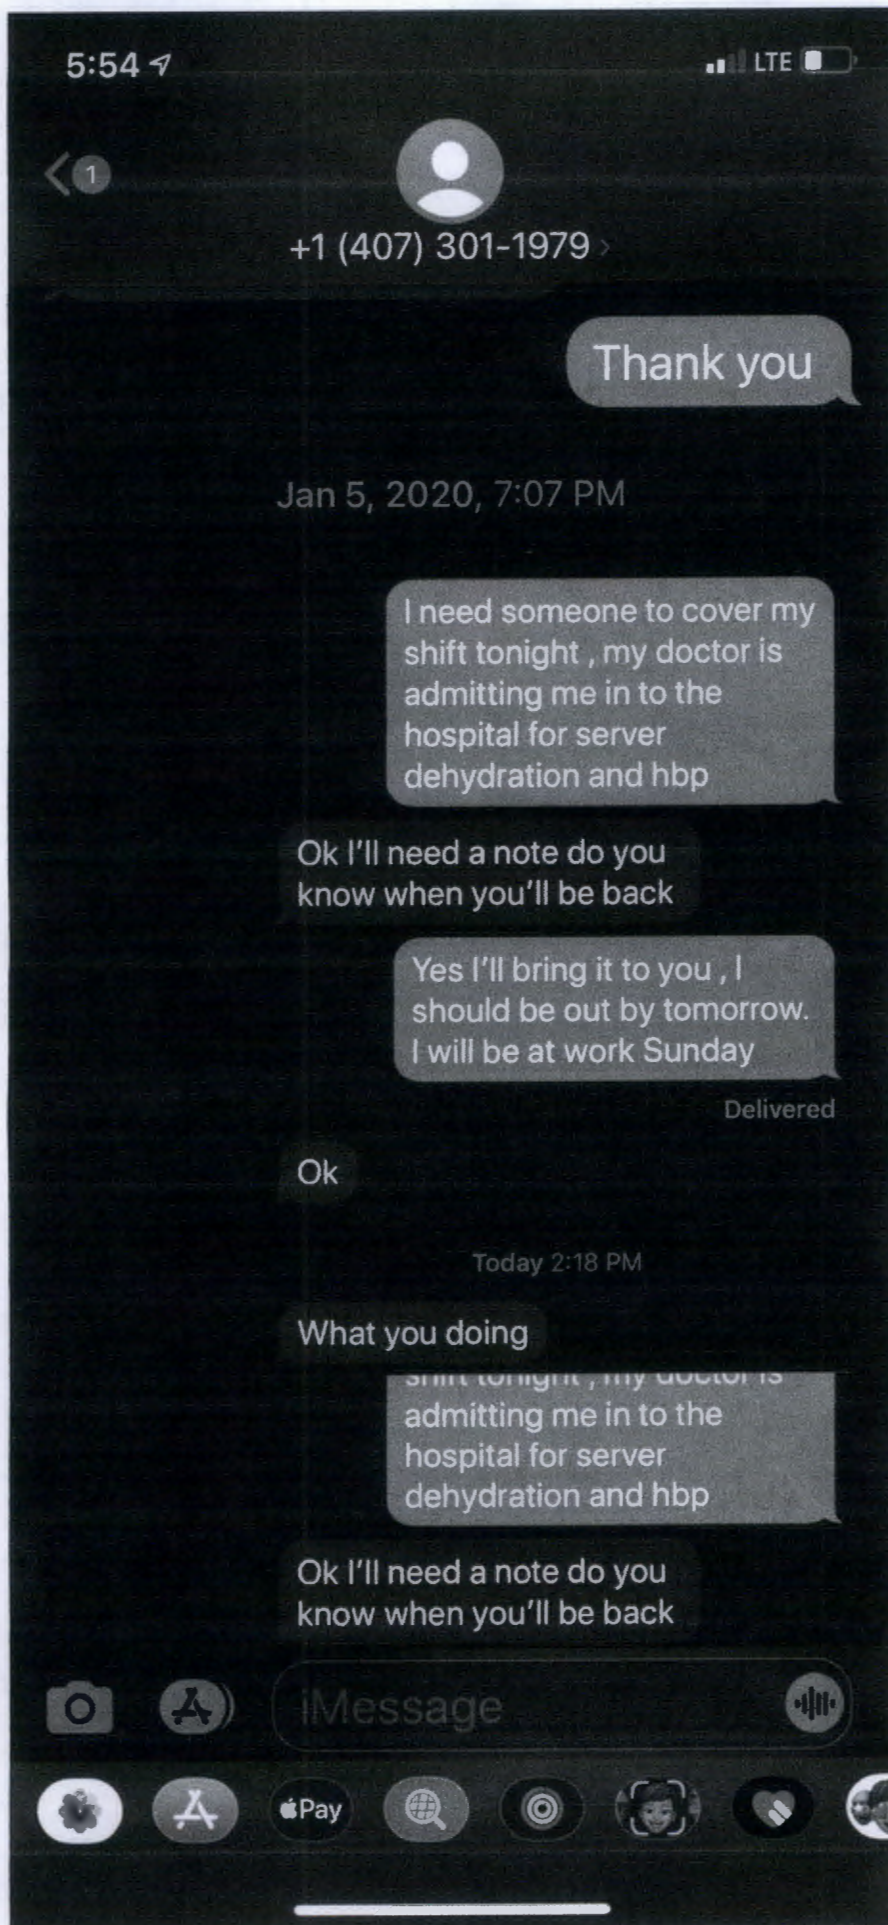 5:54
LTE
1
+1 (407) 301-1979
Thank you
Jan 5, 2020, 7:07 PM
I need someone to cover my
shift tonight , my doctor is
admitting me in to the
hospital for server
dehydration and hbp
Ok I'll need a note do you
know when you'll be back
Yes I'll bring it to you , I
should be out by tomorrow.
I will be at work Sunday
Delivered
Ok
Today 2:18 PM
What you doing
shift tonight , my doctor is
admitting me in to the
hospital for server
dehydration and hbp
Ok I'll need a note do you
know when you'll be back
iMessage
Pay